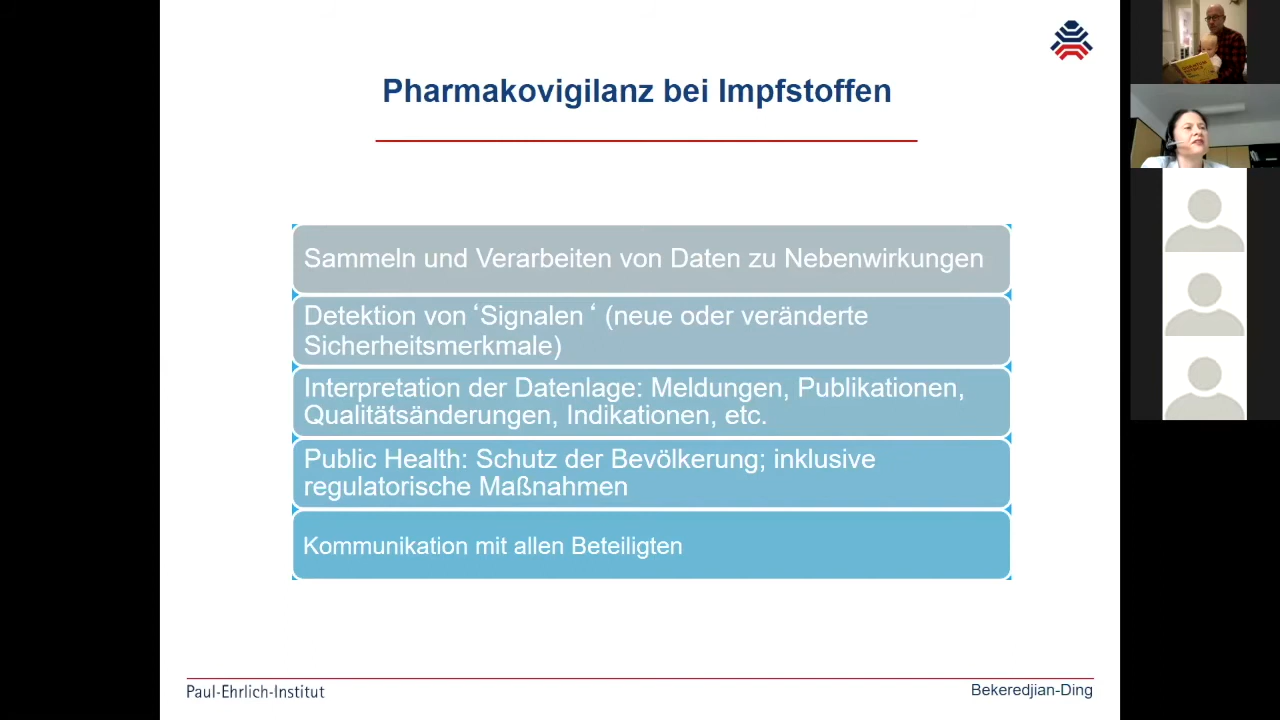 Pharmakovigilanz bei Impfstoffen
Sammeln und Verarbeiten von Daten zu Nebenwirkungen
Detektion von ‘Signalen ‘ (neue oder veränderte
Sicherheitsmerkmale)
Interpretation der Datenlage: Meldungen, Publikationen,
Qualitätsänderungen, Indikationen, etc.
Public Health: Schutz der Bevölkerung; inklusive
regulatorische Maßnahmen
Kommunikation mit allen Beteiligten
Paul-Ehrlich-Institut
Bekeredjian-Ding